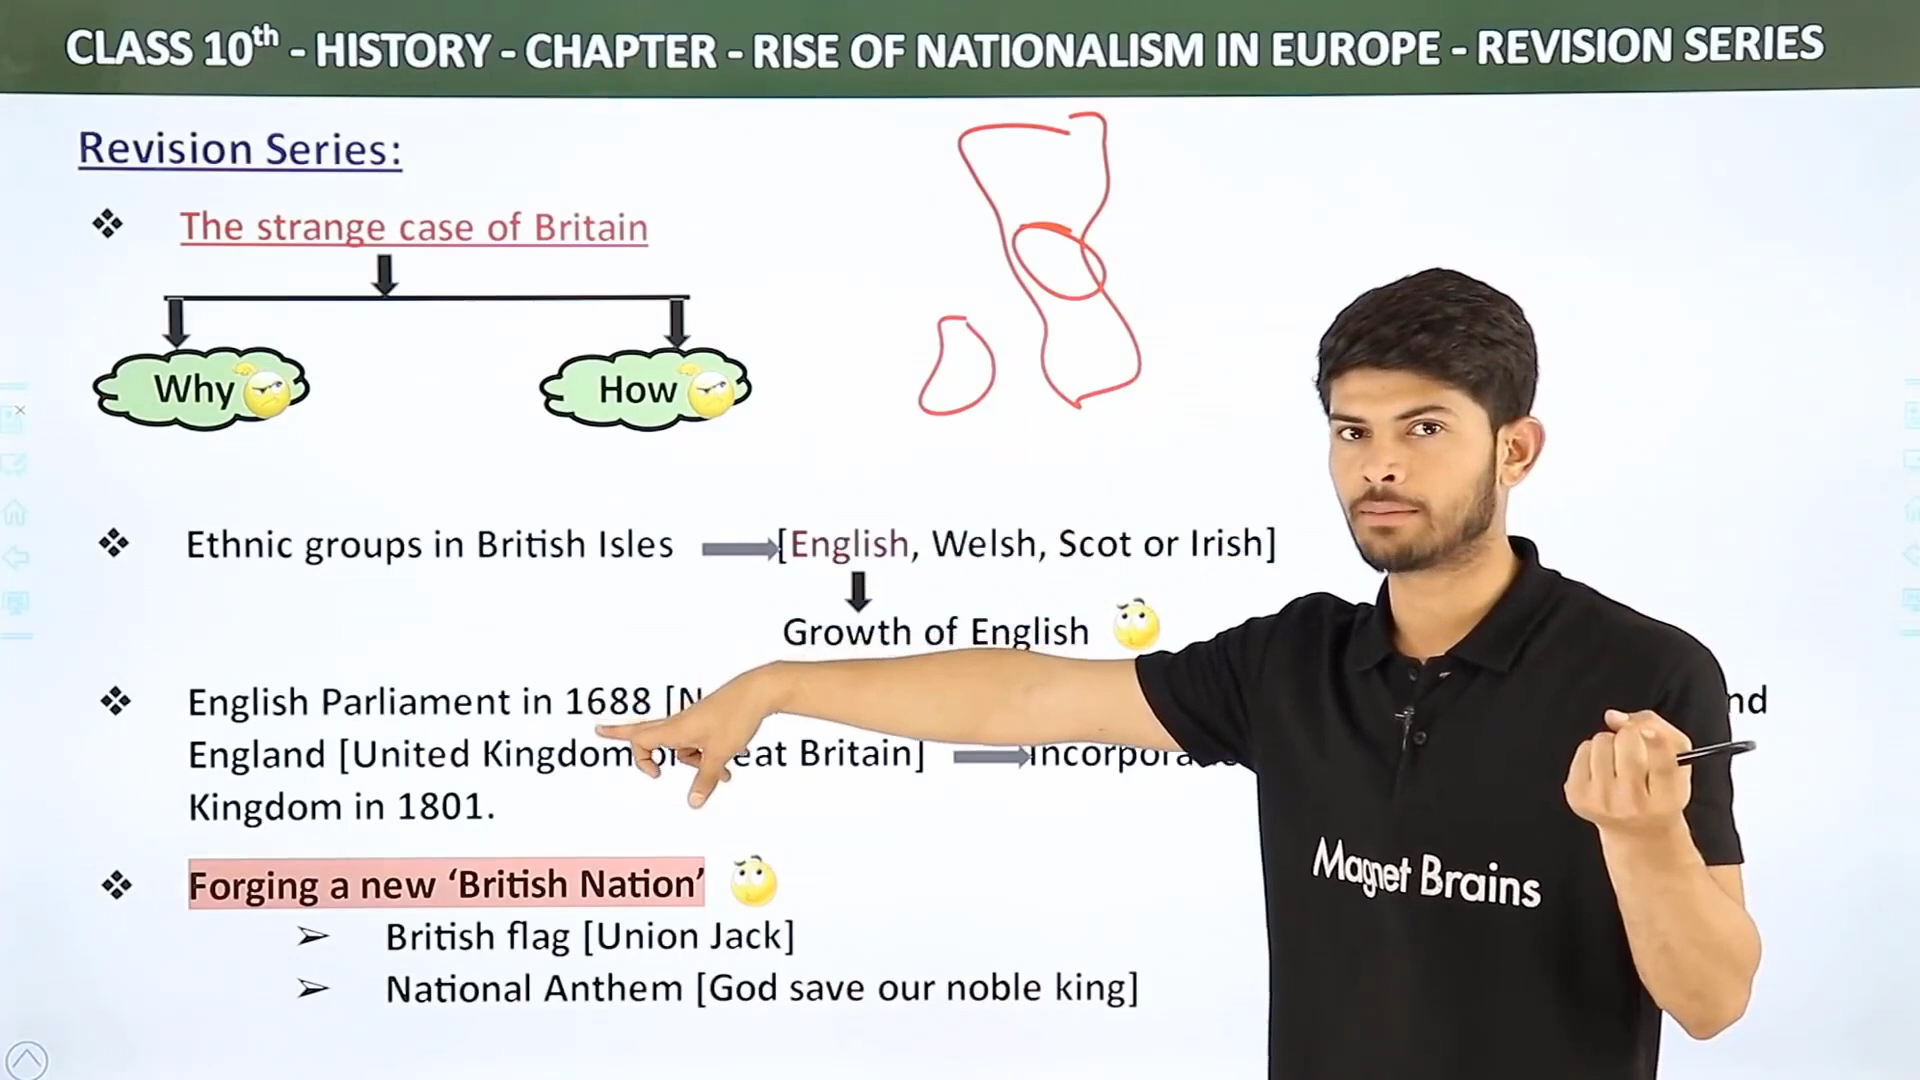 CLASS 10th - HISTORY - CHAPTER - RISE OF NATIONALISM IN EUROPE - REVISION SERIES
Revision Series:
The strange case of Britain
Why
How
Ethnic groups in British Isles [English, Welsh, Scot or Irish]
Growth of English
English Parliament in 1688
England [United Kingdom Britain]
Kingdom in 1801.
Forging a new ‘British Nation’
British flag [Union Jack]
National Anthem [God save our noble king]
Magnet Brains